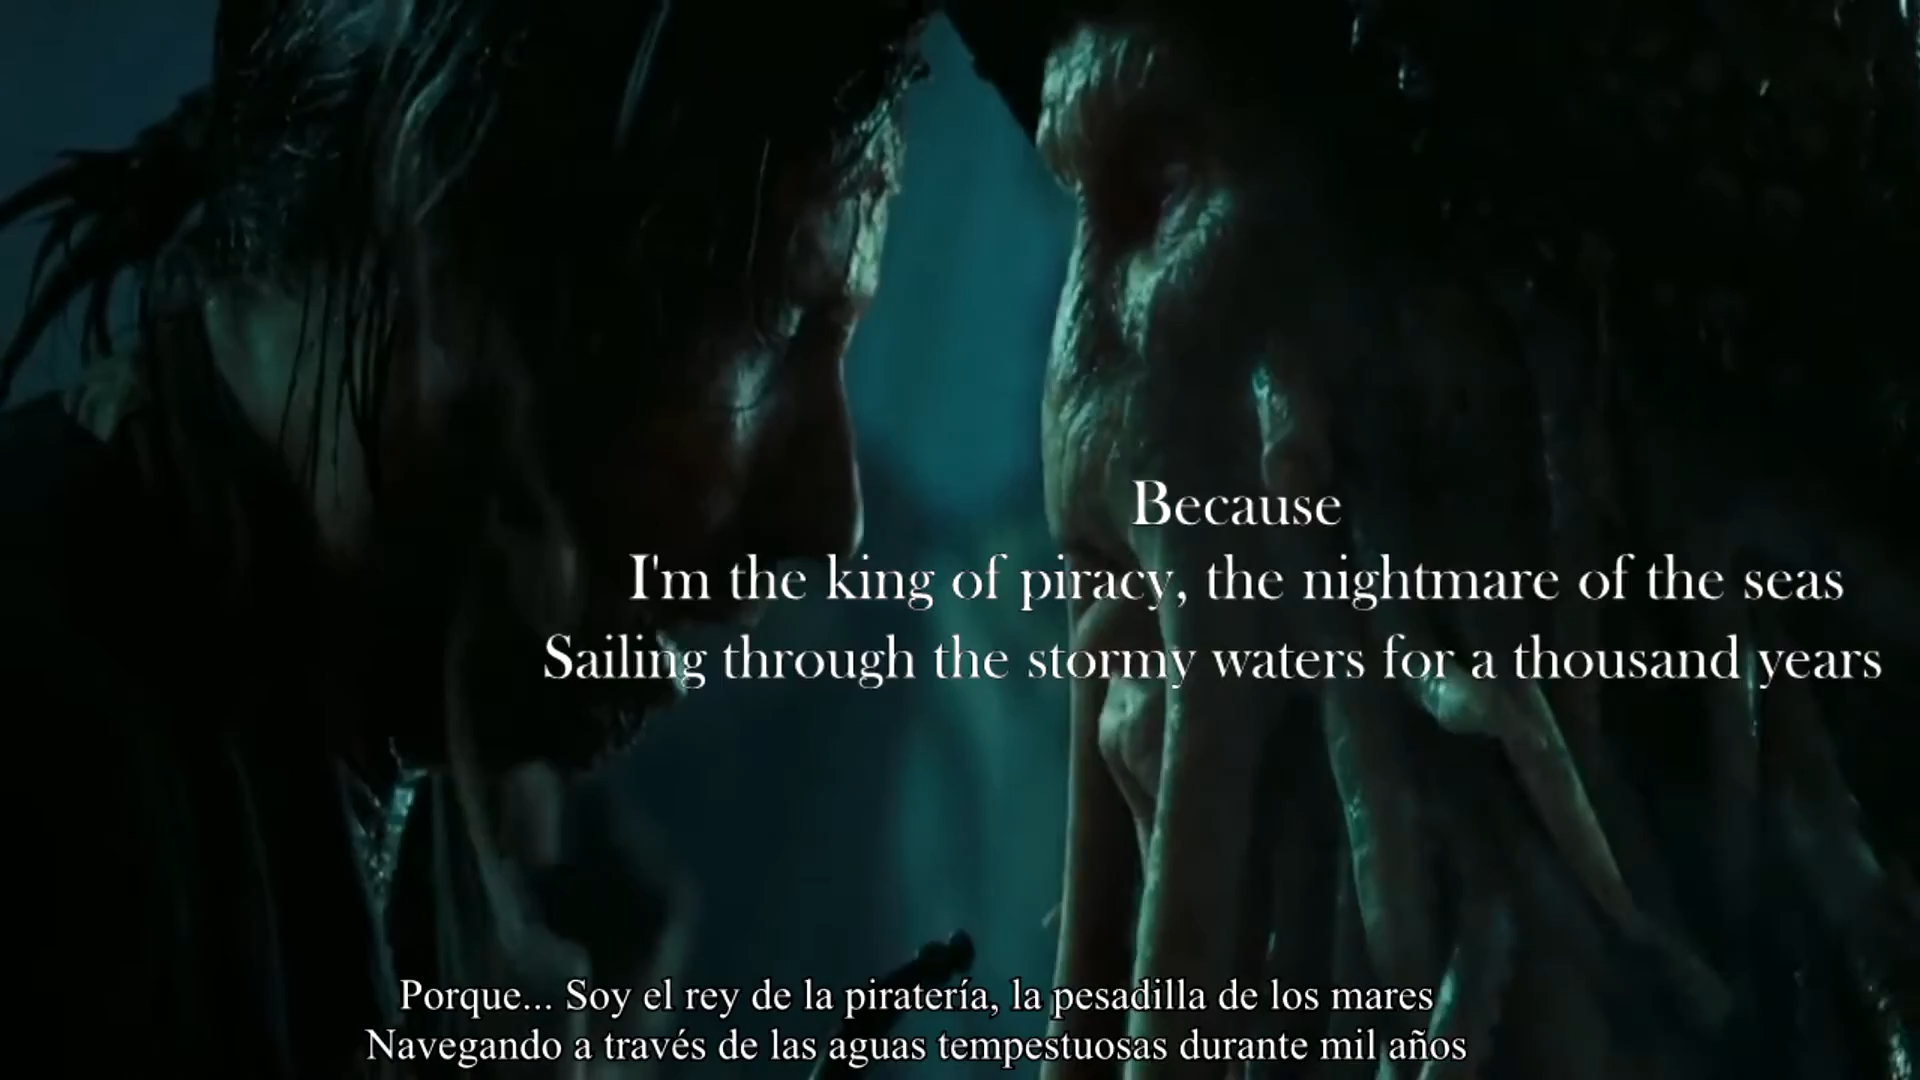 Because
I'm the king of piracy, the nightmare of the seas
Sailing through the stormy waters for a thousand years
Porque... Soy el rey de la piratería, la pesadilla de los mares
Navegando a través de las aguas tempestuosas durante mil años